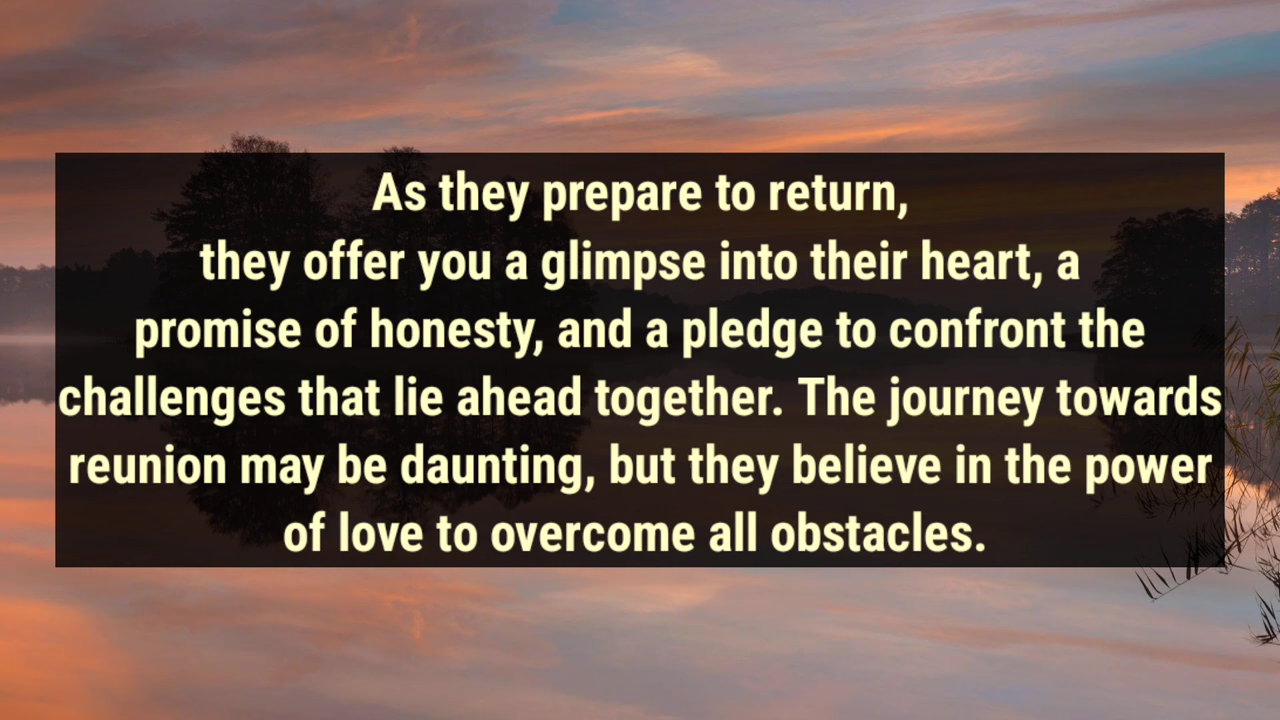 As they prepare to return,
they offer you a glimpse into their heart, a
promise of honesty, and a pledge to confront the
challenges that lie ahead together. The journey towards
reunion may be daunting, but they believe in the power
of love to overcome all obstacles.